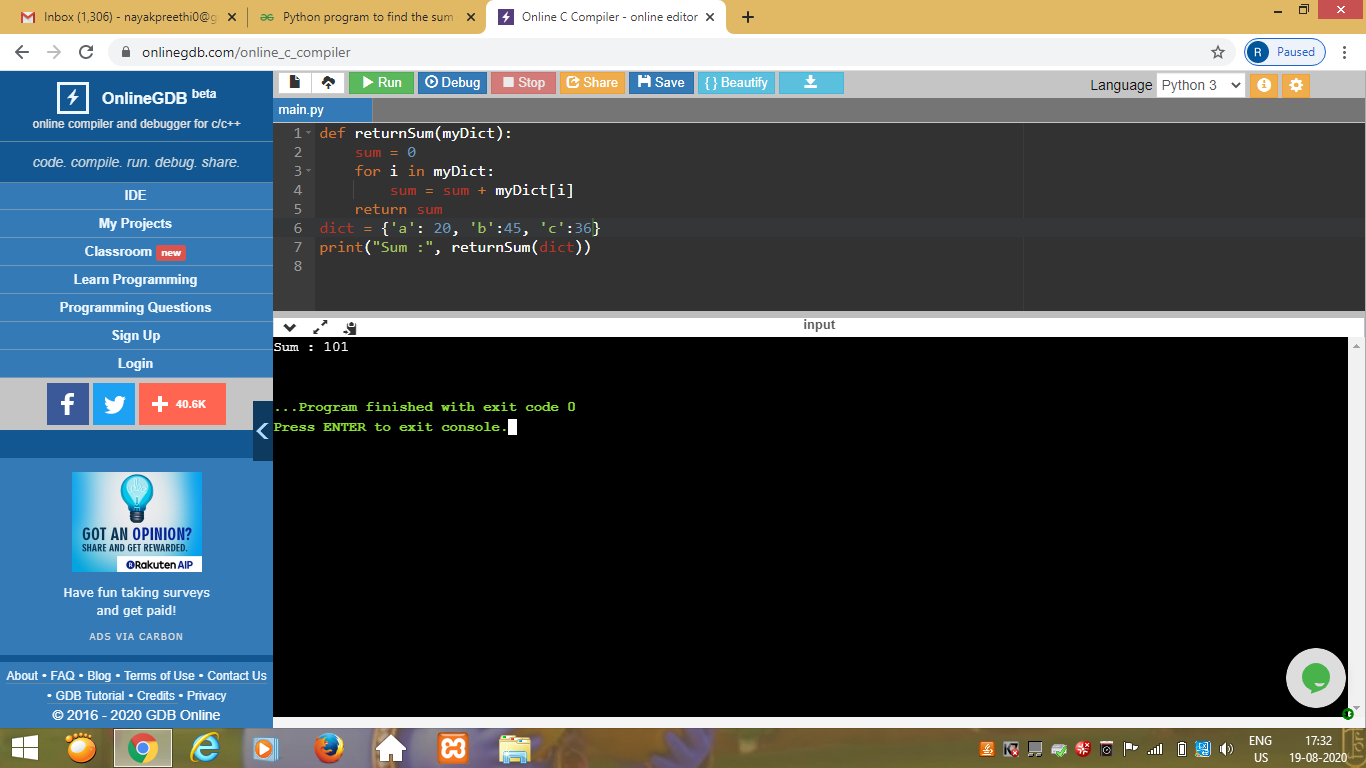 Inbox (1,306) - nayakpreethi0@g
Python program to find the sum
Online C Compiler - online editor
onlinegdb.com/online_c_compiler
R Paused
OnlineGDB beta
online compiler and debugger for c/c++
code. compile. run. debug. share.
IDE
My Projects
Classroom new
Learn Programming
Programming Questions
Sign Up
Login
40.6K
GOT AN OPINION?
SHARE AND GET REWARDED.
Rakuten AIP
Have fun taking surveys
and get paid!
ADS VIA CARBON
About • FAQ • Blog • Terms of Use • Contact Us
• GDB Tutorial • Credits • Privacy
© 2016 - 2020 GDB Online
Run Debug Stop Share Save { } Beautify
Language Python 3
main.py
1 def returnSum(myDict):
2     sum = 0
3     for i in myDict:
4         sum = sum + myDict[i]
5     return sum
6 dict = {'a': 20, 'b':45, 'c':36}
7 print("Sum :", returnSum(dict))
8
input
Sum : 101
...Program finished with exit code 0
Press ENTER to exit console.
ENG
US
17:32
19-08-2020